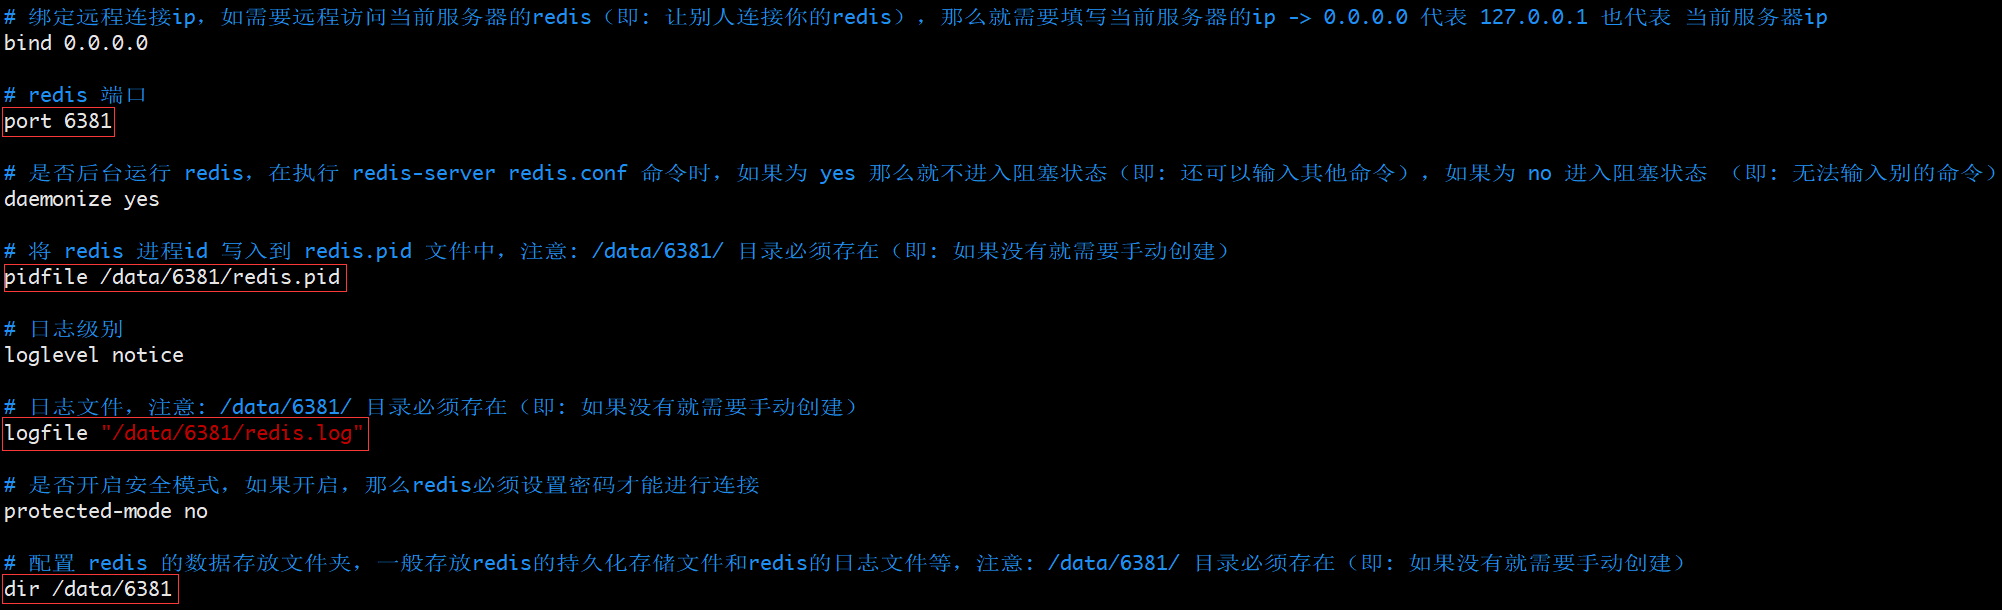 # 绑定远程连接ip，如需要远程访问当前服务器的redis（即: 让别人连接你的redis），那么就需要填写当前服务器的ip -> 0.0.0.0 代表 127.0.0.1 也代表 当前服务器ip
bind 0.0.0.0
# redis 端口
port 6381
# 是否后台运行 redis，在执行 redis-server redis.conf 命令时，如果为 yes 那么就不进入阻塞状态（即: 还可以输入其他命令），如果为 no 进入阻塞状态 （即: 无法输入别的命令）
daemonize yes
# 将 redis 进程id 写入到 redis.pid 文件中，注意: /data/6381/ 目录必须存在（即: 如果没有就需要手动创建）
pidfile /data/6381/redis.pid
# 日志级别
loglevel notice
# 日志文件，注意: /data/6381/ 目录必须存在（即: 如果没有就需要手动创建）
logfile "/data/6381/redis.log"
# 是否开启安全模式，如果开启，那么redis必须设置密码才能进行连接
protected-mode no
# 配置 redis 的数据存放文件夹，一般存放redis的持久化存储文件和redis的日志文件等，注意: /data/6381/ 目录必须存在（即: 如果没有就需要手动创建）
dir /data/6381